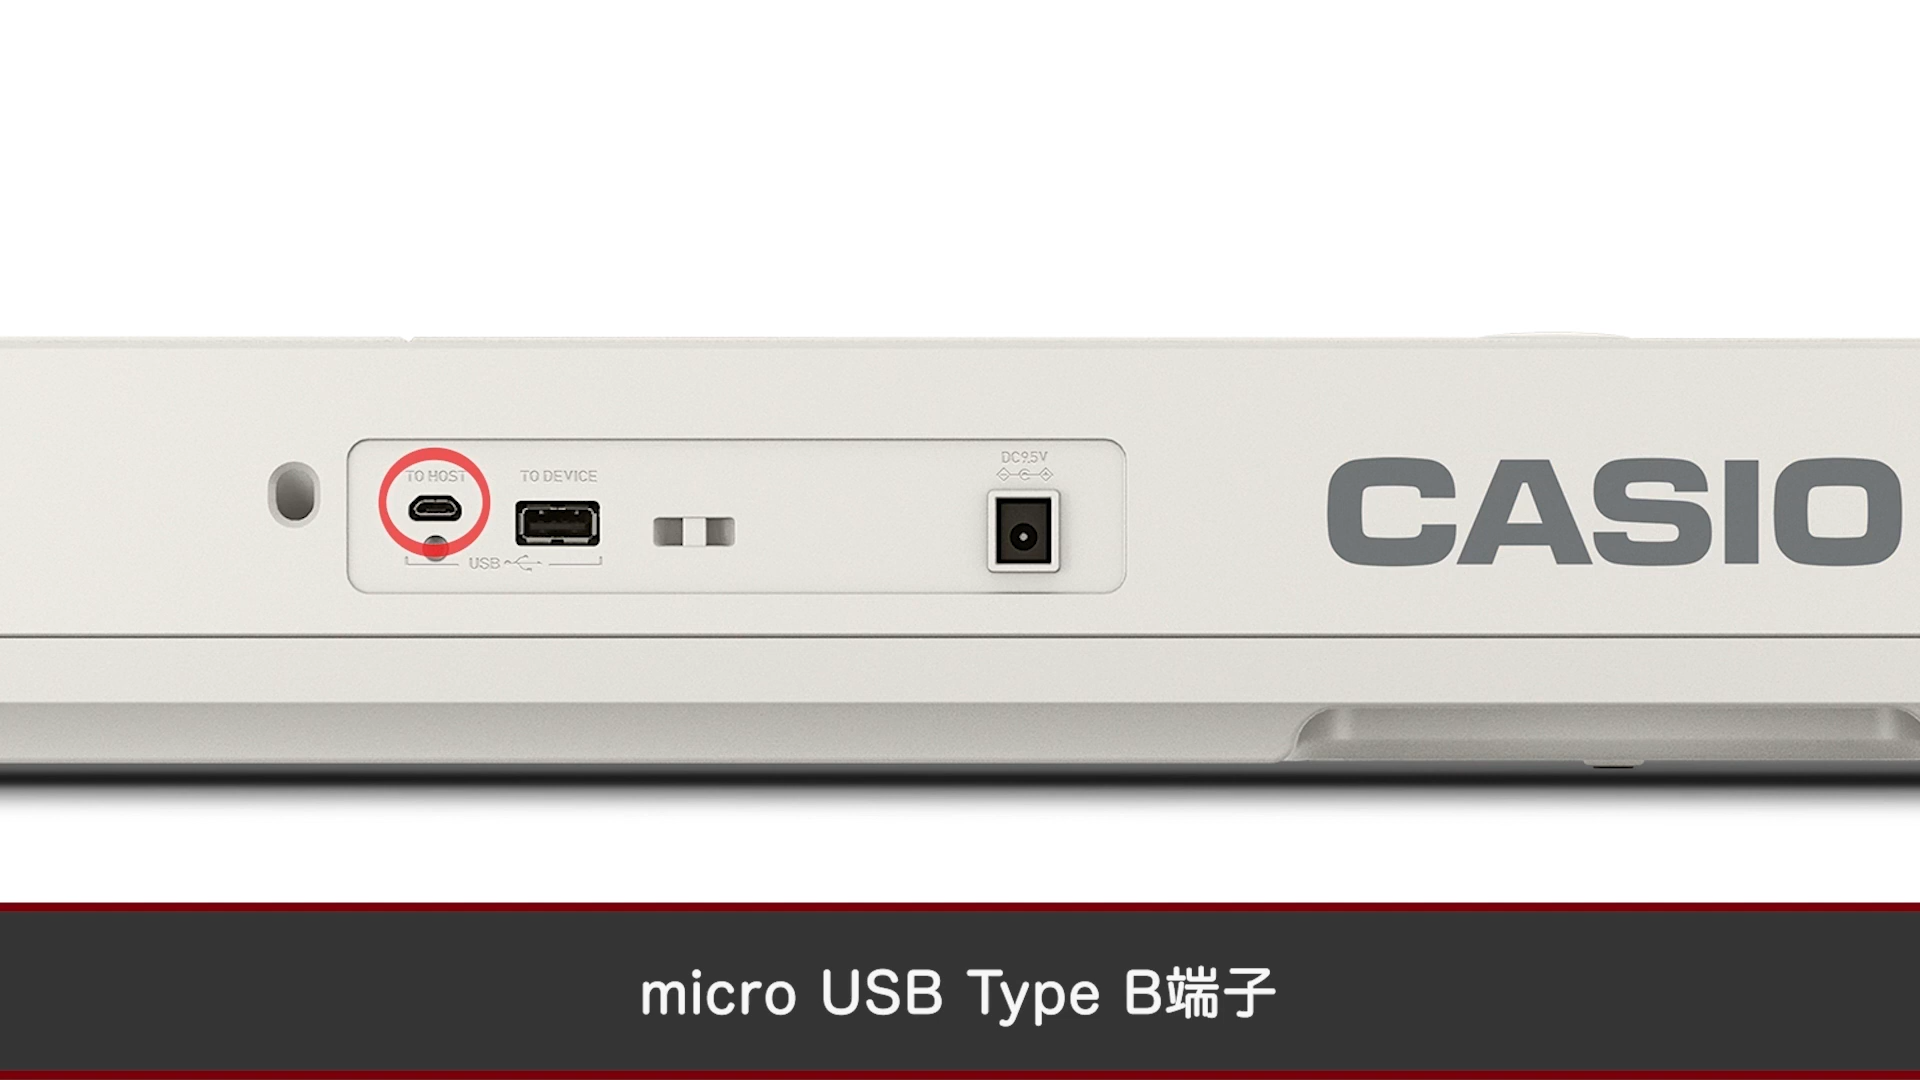 TO HOST
TO DEVICE
USB
DC9.5V
CASIO
micro USB Type B端子